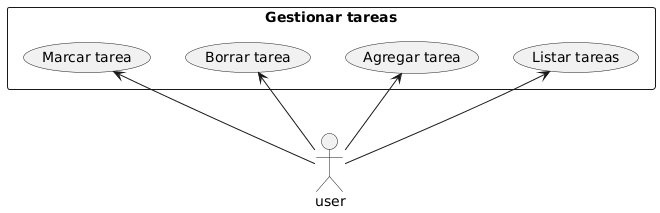 Gestionar tareas
Marcar tarea
Borrar tarea
Agregar tarea
Listar tareas
user